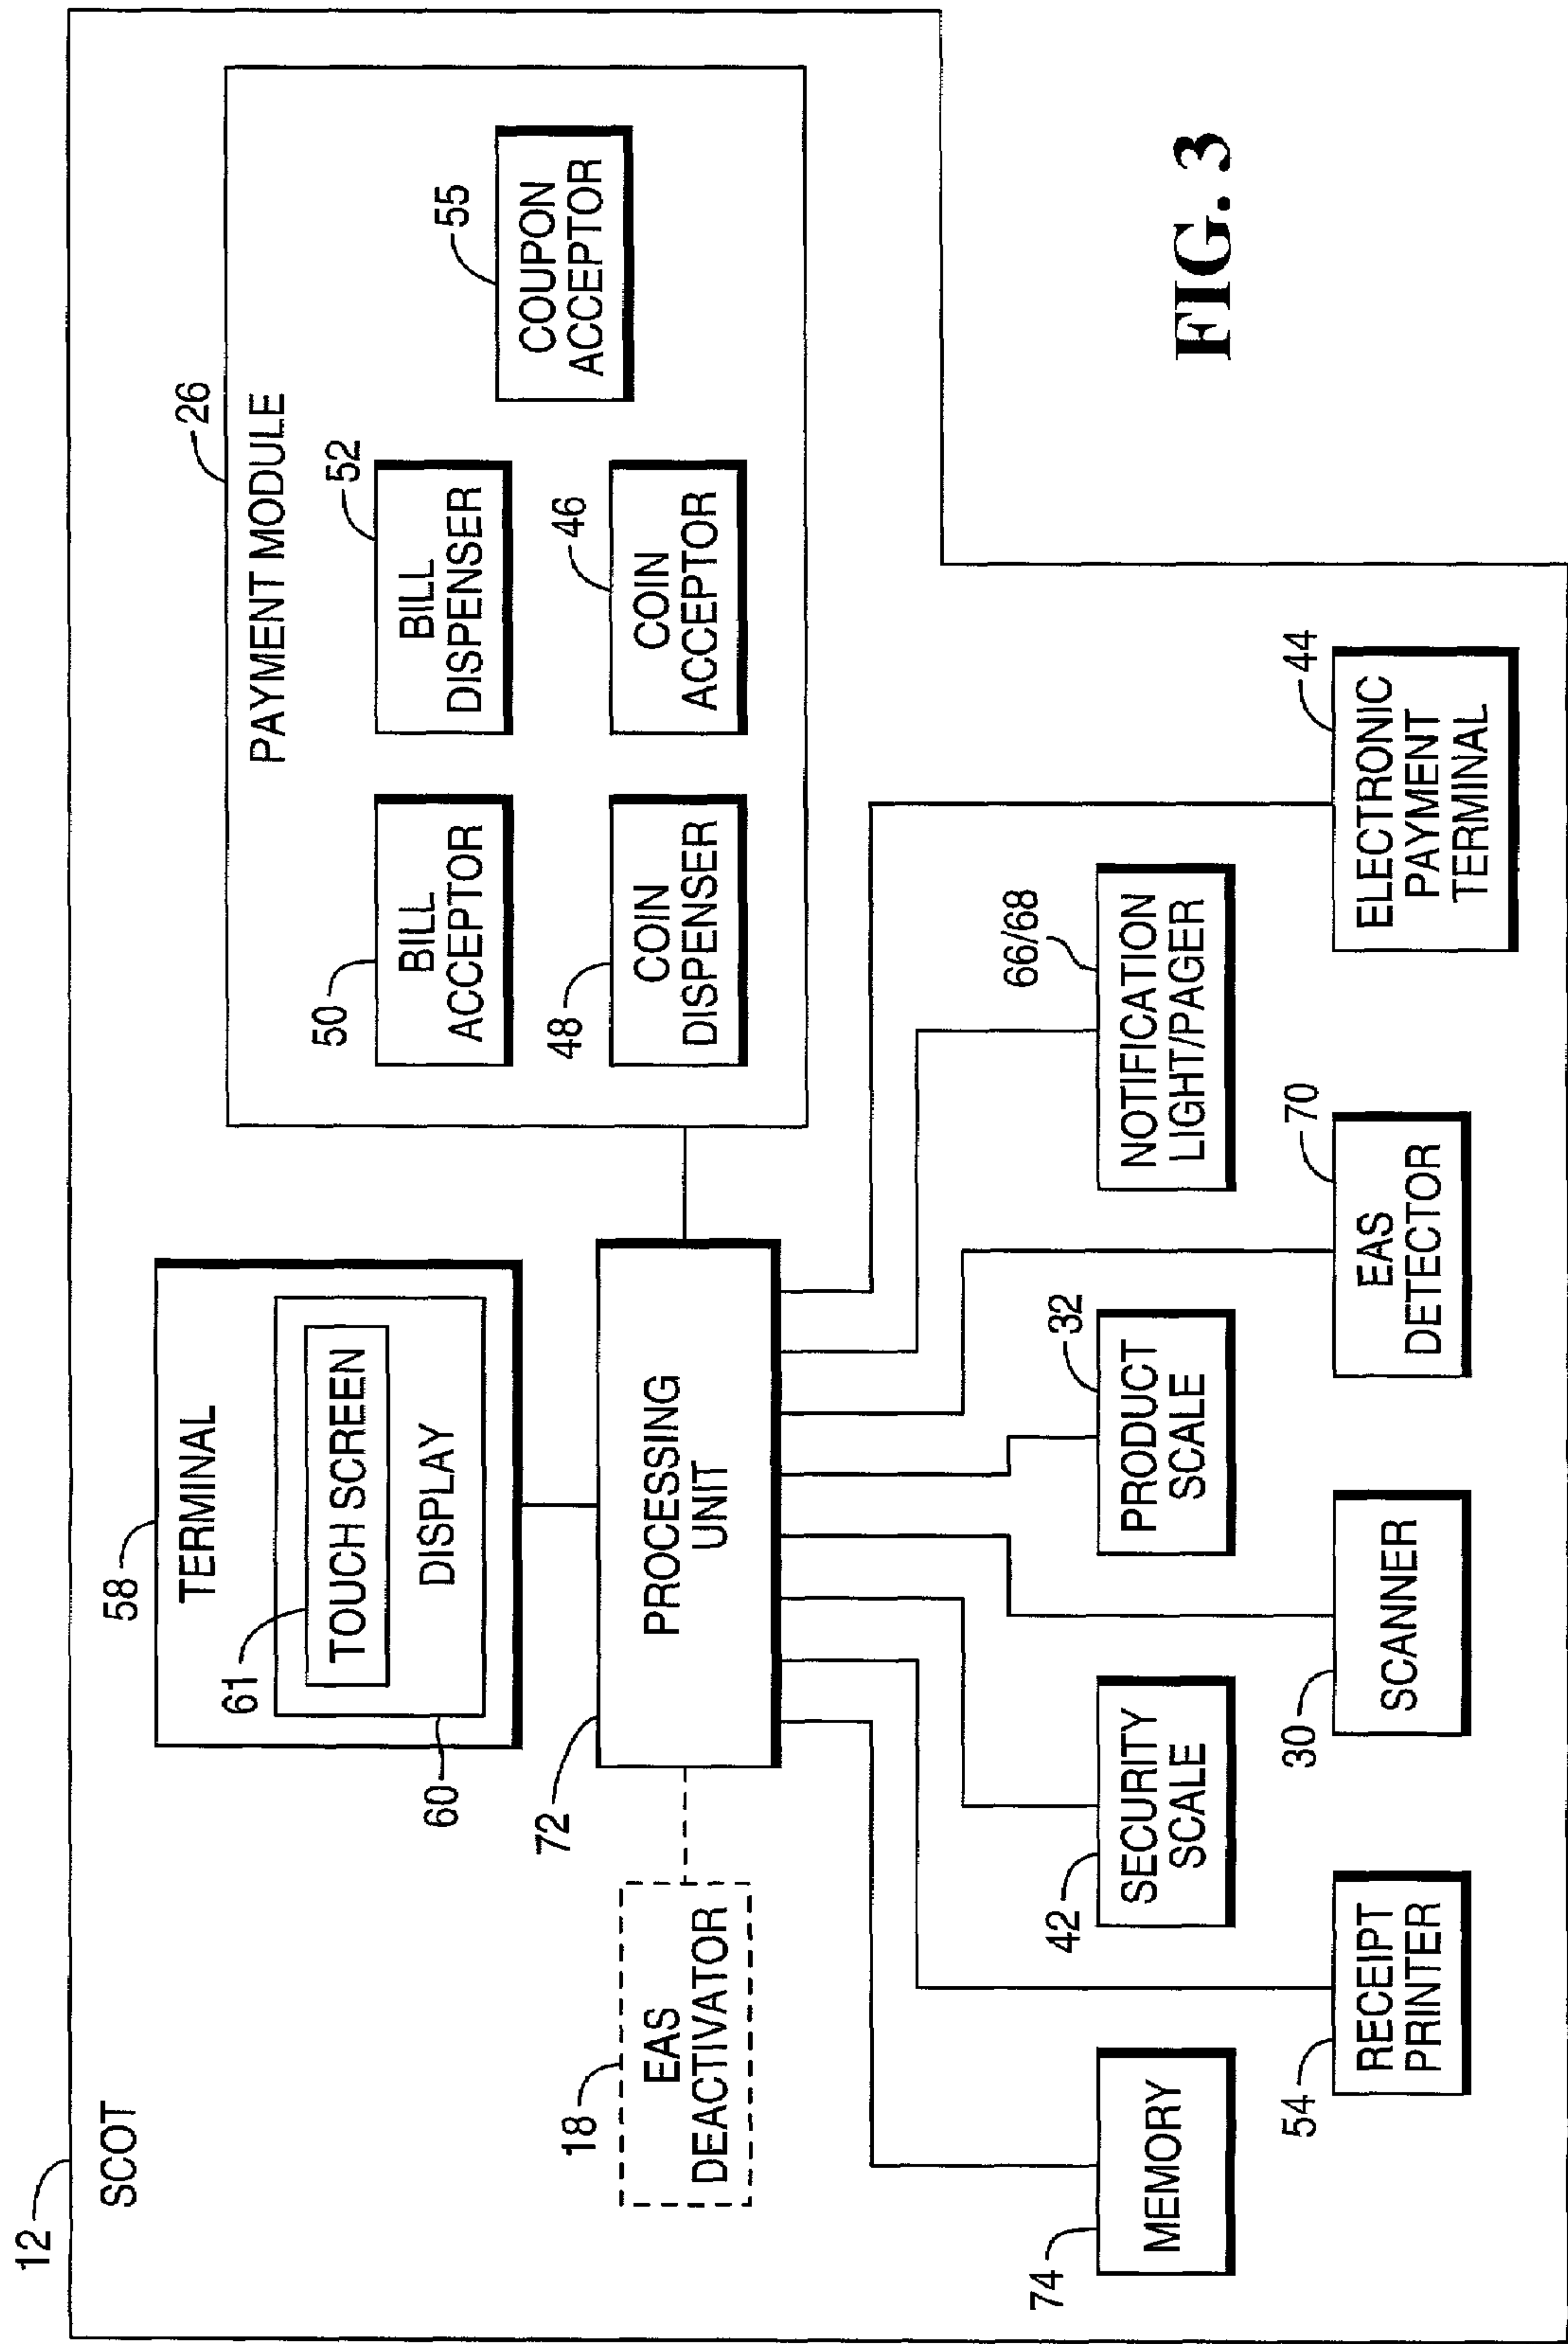 12
SCOT
58
TERMINAL
61
TOUCH SCREEN
DISPLAY
60
26
PAYMENT MODULE
50
BILL
ACCEPTOR
52
BILL
DISPENSER
48
COIN
DISPENSER
46
COIN
ACCEPTOR
55
COUPON
ACCEPTOR
18
EAS
DEACTIVATOR
72
PROCESSING
UNIT
74
MEMORY
42
SECURITY
SCALE
32
PRODUCT
SCALE
66/68
NOTIFICATION
LIGHT/PAGER
54
RECEIPT
PRINTER
30
SCANNER
70
EAS
DETECTOR
44
ELECTRONIC
PAYMENT
TERMINAL
FIG. 3